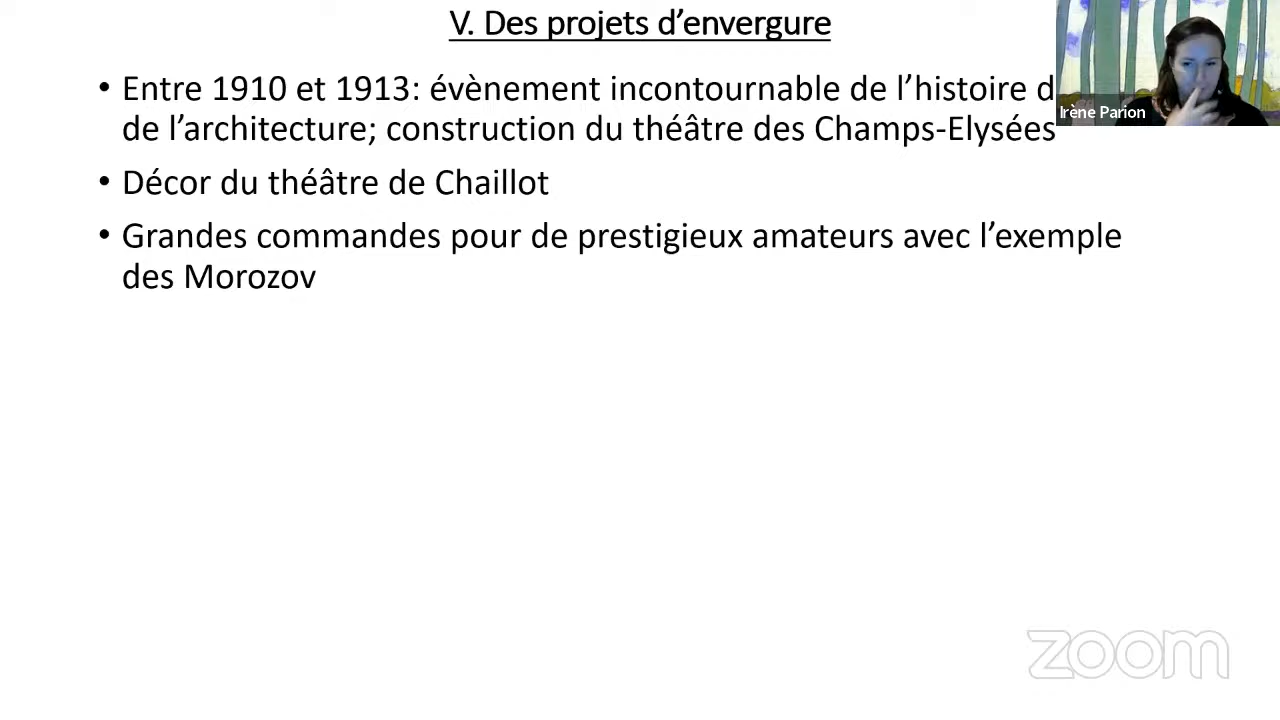 V. Des projets d’envergure
• Entre 1910 et 1913: évènement incontournable de l’histoire
de l’architecture; construction du théâtre des Champs-Elysées
• Décor du théâtre de Chaillot
• Grandes commandes pour de prestigieux amateurs avec l’exemple
des Morozov
Irène Parion
zoom